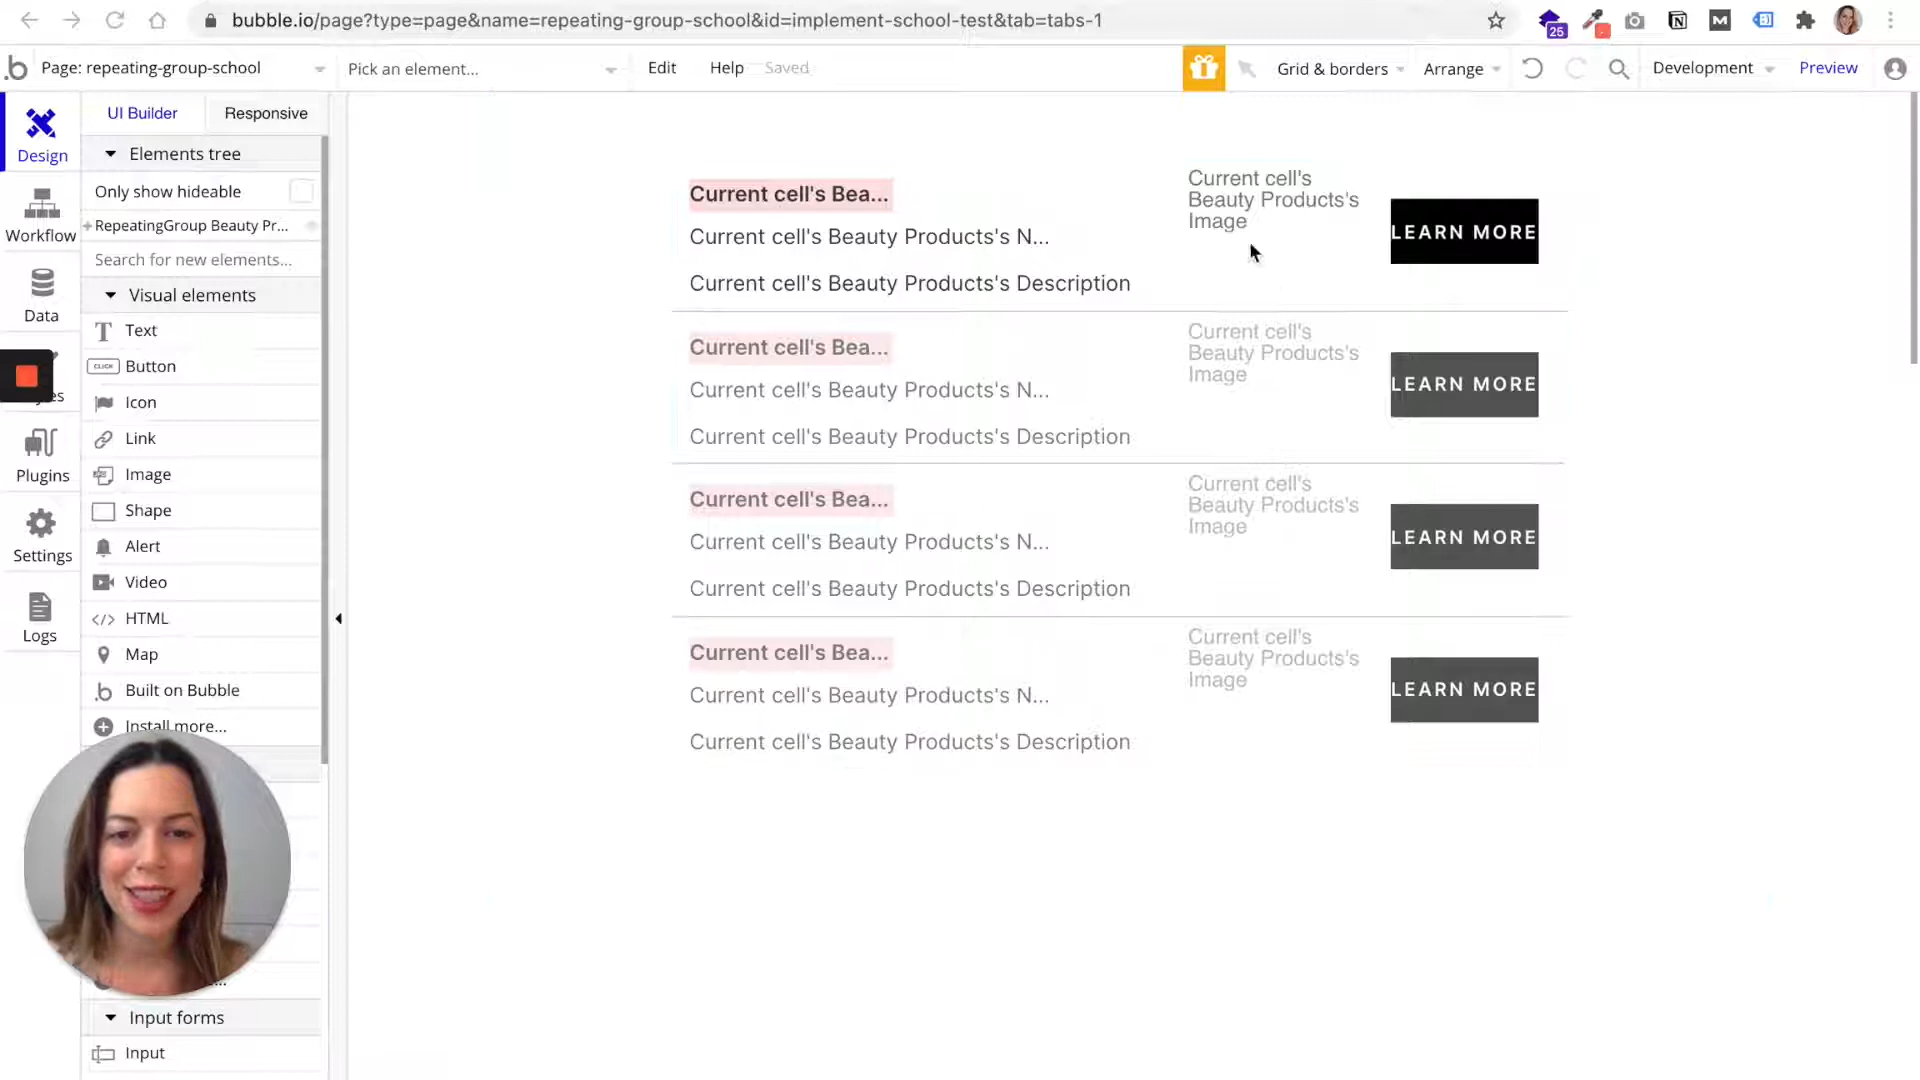 bubble.io/page?type=page&name=repeating-group-school&id=implement-school-test&tab=tabs-1
25
Page: repeating-group-school
Pick an element...
Edit
Help
Saved
Grid & borders
Arrange
Development
Preview
UI Builder
Responsive
Design
Elements tree
Only show hideable
Workflow
RepeatingGroup Beauty Pr...
Search for new elements...
Data
Visual elements
Text
CLICK
Button
Icon
Link
Plugins
Image
Shape
Settings
Alert
Video
Logs
HTML
Map
Built on Bubble
Install more...
Input forms
Input
Current cell's Bea...
Current cell's Beauty Products's N...
Current cell's Beauty Products's Description
Current cell's
Beauty Products's
Image
LEARN MORE
Current cell's Bea...
Current cell's Beauty Products's N...
Current cell's Beauty Products's Description
Current cell's
Beauty Products's
Image
LEARN MORE
Current cell's Bea...
Current cell's Beauty Products's N...
Current cell's Beauty Products's Description
Current cell's
Beauty Products's
Image
LEARN MORE
Current cell's Bea...
Current cell's Beauty Products's N...
Current cell's Beauty Products's Description
Current cell's
Beauty Products's
Image
LEARN MORE